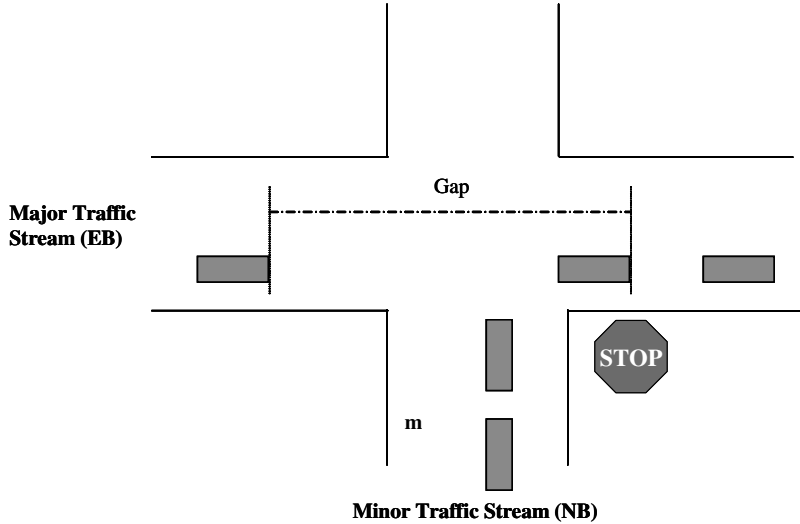 Gap
Major Traffic
Stream (EB)
STOP
m
Minor Traffic Stream (NB)